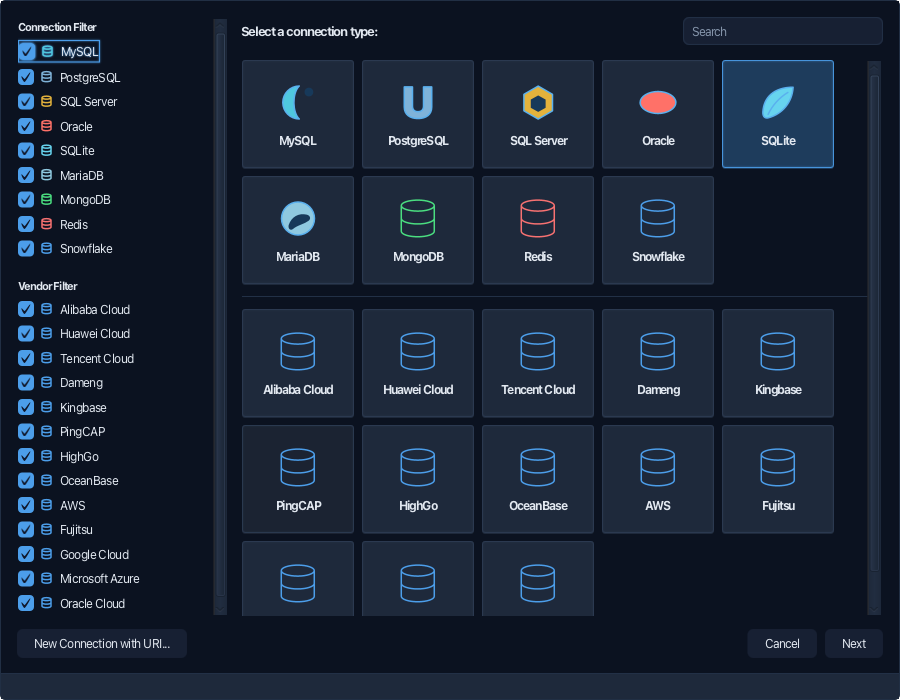 Connection Filter
MySQL
PostgreSQL
SQL Server
Oracle
SQLite
MariaDB
MongoDB
Redis
Snowflake
Vendor Filter
Alibaba Cloud
Huawei Cloud
Tencent Cloud
Dameng
Kingbase
PingCAP
HighGo
OceanBase
AWS
Fujitsu
Google Cloud
Microsoft Azure
Oracle Cloud
Select a connection type:
Search
MySQL PostgreSQL SQL Server Oracle SQLite
MariaDB MongoDB Redis Snowflake
Alibaba Cloud Huawei Cloud Tencent Cloud Dameng Kingbase
PingCAP HighGo OceanBase AWS Fujitsu
New Connection with URI...
Cancel
Next